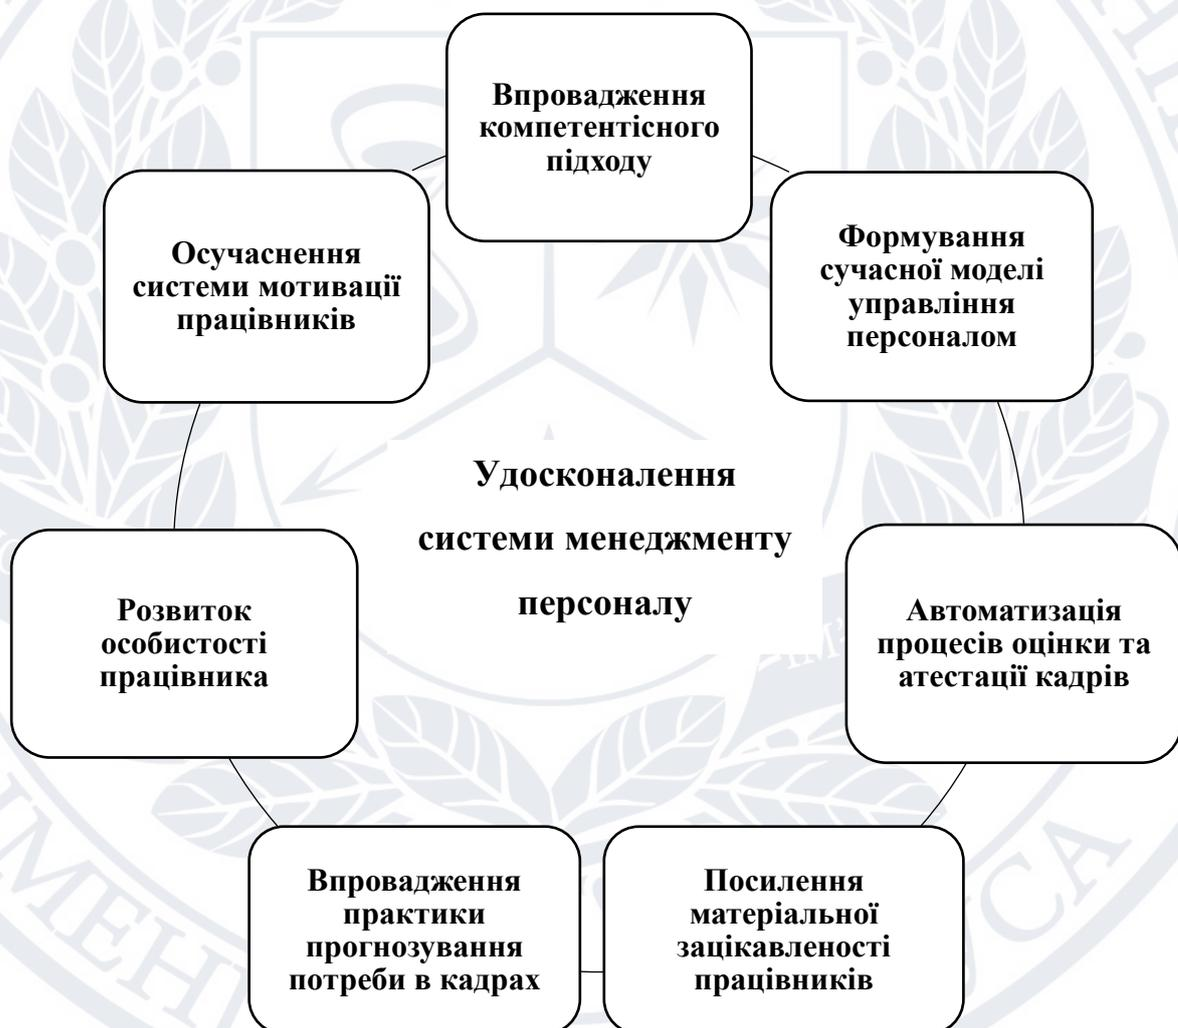 Впровадження
компетентісного
підходу
Формування
сучасної моделі
управління
персоналом
Осучаснення
системи мотивації
працівників
Удосконалення
системи менеджменту
персоналу
Розвиток
особистості
працівника
Автоматизація
процесів оцінки та
атестації кадрів
Впровадження
практики
прогнозування
потреби в кадрах
Посилення
матеріальної
зацікавленості
працівників